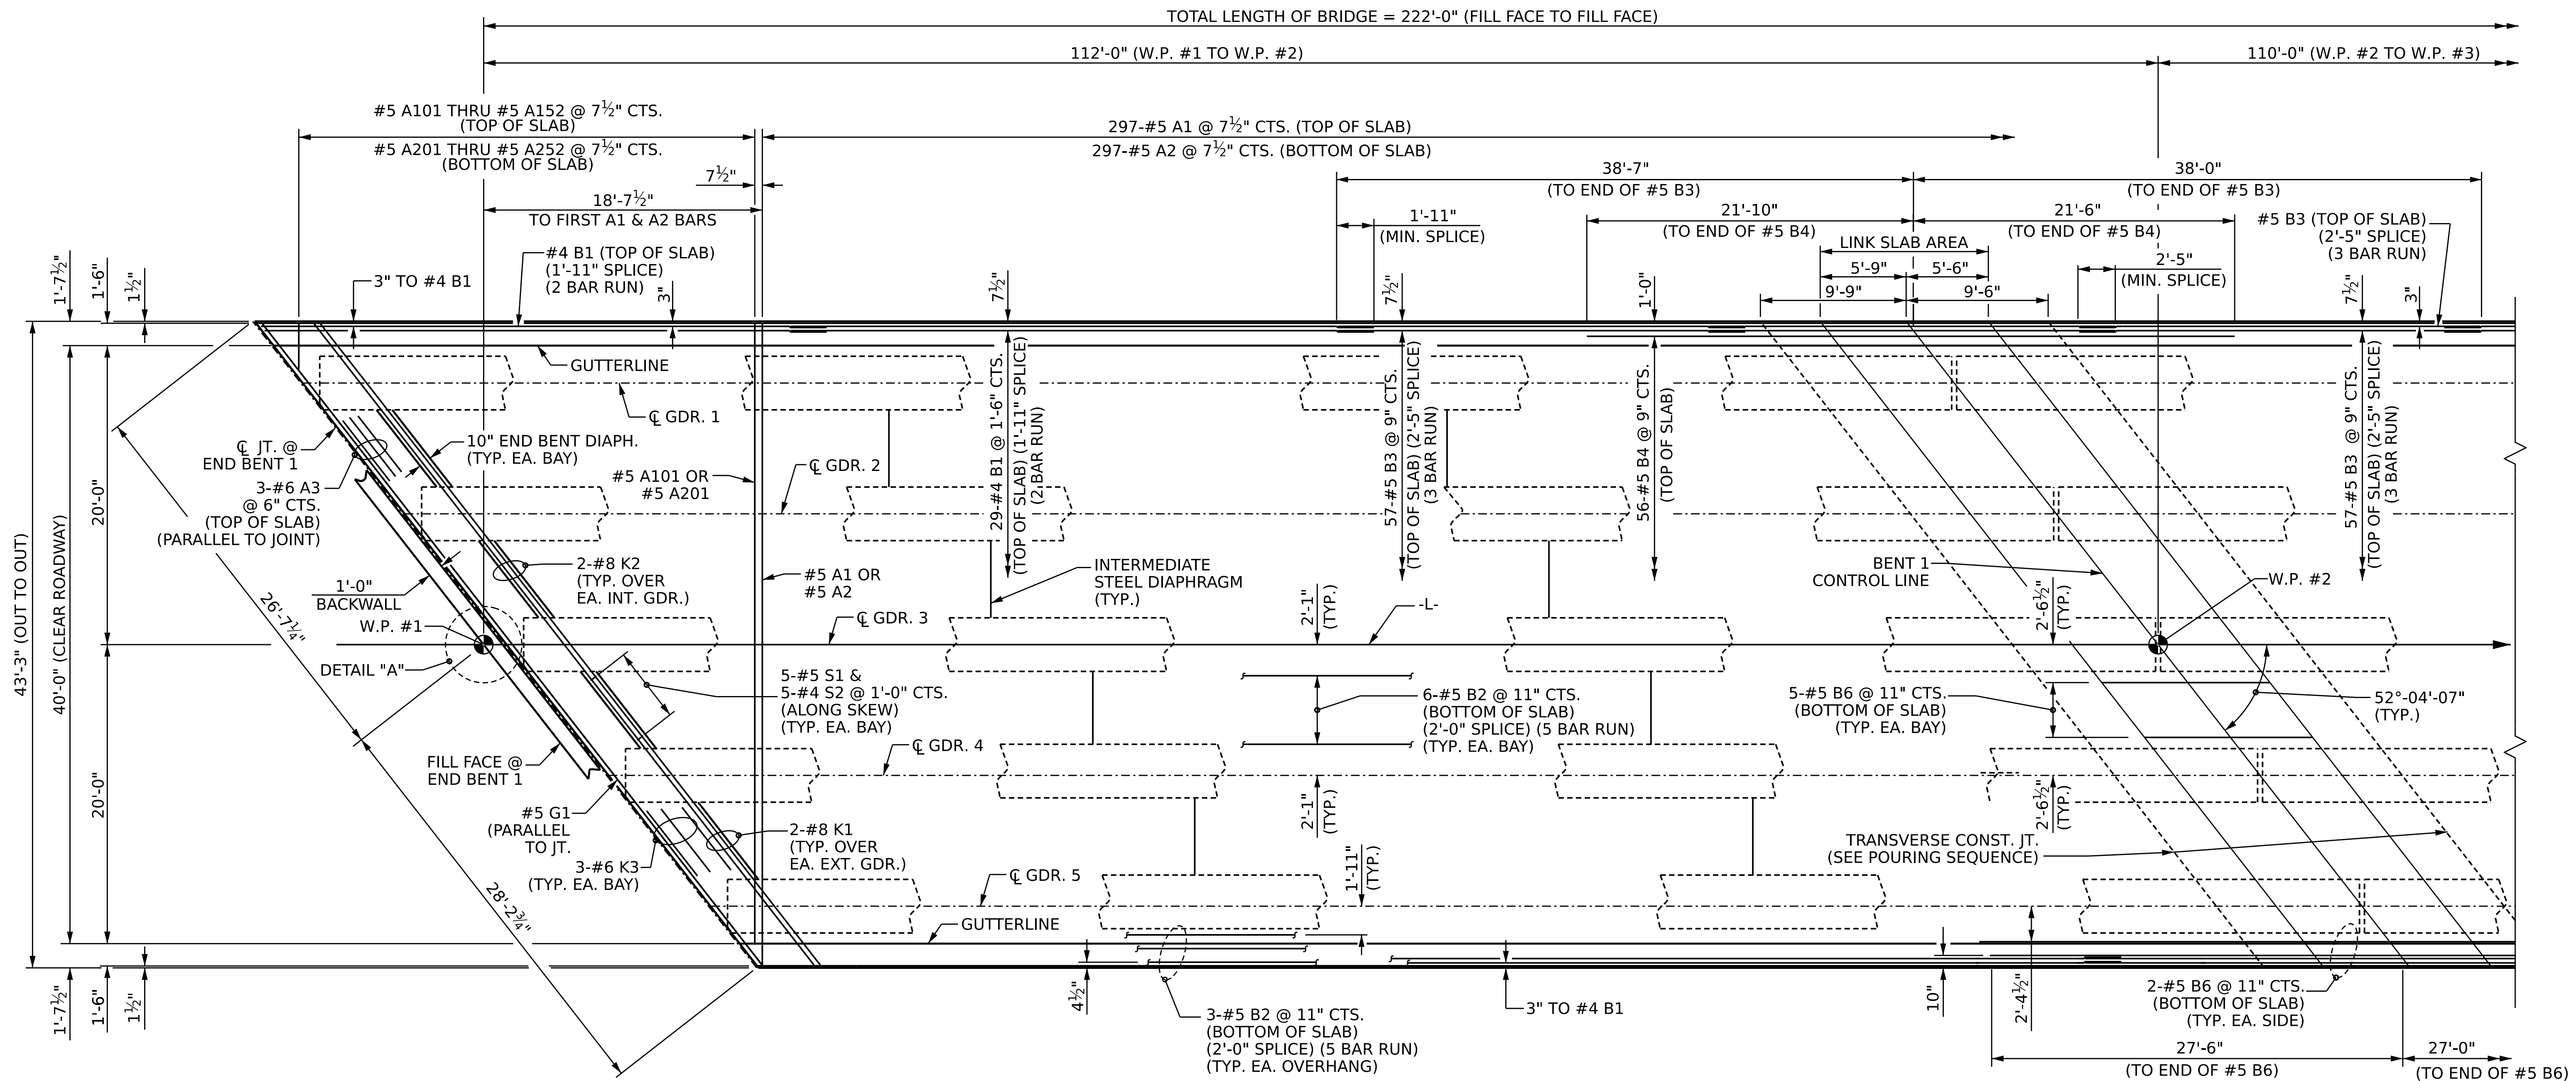 TOTAL LENGTH OF BRIDGE = 222'-0" (FILL FACE TO FILL FACE)
112'-0" (W.P. #1 TO W.P. #2)
110'-0" (W.P. #2 TO W.P. #3)
#5 A101 THRU #5 A152 @ 7½" CTS.
(TOP OF SLAB)
#5 A201 THRU #5 A252 @ 7½" CTS.
(BOTTOM OF SLAB)
297-#5 A1 @ 7½" CTS. (TOP OF SLAB)
297-#5 A2 @ 7½" CTS. (BOTTOM OF SLAB)
7½"
18'-7½"
TO FIRST A1 & A2 BARS
38'-7"
(TO END OF #5 B3)
38'-0"
(TO END OF #5 B3)
1'-11"
(MIN. SPLICE)
21'-10"
(TO END OF #5 B4)
21'-6"
(TO END OF #5 B4)
#5 B3 (TOP OF SLAB)
(2'-5" SPLICE)
(3 BAR RUN)
LINK SLAB AREA
5'-9"
5'-6"
2'-5"
(MIN. SPLICE)
9'-9"
9'-6"
1'-7½"
1'-6"
1½"
3" TO #4 B1
#4 B1 (TOP OF SLAB)
(1'-11" SPLICE)
(2 BAR RUN)
3"
7½"
7½"
1'-0"
7½"
3"
GUTTERLINE
℄ GDR. 1
℄ JT. @
END BENT 1
10" END BENT DIAPH.
(TYP. EA. BAY)
#5 A101 OR
#5 A201
℄ GDR. 2
29-#4 B1 @ 1'-6" CTS.
(TOP OF SLAB) (1'-11" SPLICE)
(2 BAR RUN)
57-#5 B3 @ 9" CTS.
(TOP OF SLAB) (2'-5" SPLICE)
(3 BAR RUN)
56-#5 B4 @ 9" CTS.
(TOP OF SLAB)
57-#5 B3 @ 9" CTS.
(TOP OF SLAB) (2'-5" SPLICE)
(3 BAR RUN)
3-#6 A3
@ 6" CTS.
(TOP OF SLAB)
(PARALLEL TO JOINT)
43'-3" (OUT TO OUT)
40'-0" (CLEAR ROADWAY)
20'-0"
20'-0"
2-#8 K2
(TYP. OVER
EA. INT. GDR.)
#5 A1 OR
#5 A2
INTERMEDIATE
STEEL DIAPHRAGM
(TYP.)
BENT 1
CONTROL LINE
W.P. #2
1'-0"
BACKWALL
W.P. #1
DETAIL "A"
26'-7¼"
28'-2¾"
℄ GDR. 3
2'-1"
(TYP.)
-L-
2'-6½"
(TYP.)
5-#5 S1 &
5-#4 S2 @ 1'-0" CTS.
(ALONG SKEW)
(TYP. EA. BAY)
6-#5 B2 @ 11" CTS.
(BOTTOM OF SLAB)
(2'-0" SPLICE) (5 BAR RUN)
(TYP. EA. BAY)
5-#5 B6 @ 11" CTS.
(BOTTOM OF SLAB)
(TYP. EA. BAY)
52°-04'-07"
(TYP.)
℄ GDR. 4
FILL FACE @
END BENT 1
2'-1"
(TYP.)
2'-6½"
(TYP.)
#5 G1
(PARALLEL
TO JT.
2-#8 K1
(TYP. OVER
EA. EXT. GDR.)
3-#6 K3
(TYP. EA. BAY)
TRANSVERSE CONST. JT.
(SEE POURING SEQUENCE)
℄ GDR. 5
1'-11"
(TYP.)
GUTTERLINE
1'-7½"
1'-6"
1½"
4½"
3-#5 B2 @ 11" CTS.
(BOTTOM OF SLAB)
(2'-0" SPLICE) (5 BAR RUN)
(TYP. EA. OVERHANG)
3" TO #4 B1
10"
2'-4½"
2-#5 B6 @ 11" CTS.
(BOTTOM OF SLAB)
(TYP. EA. SIDE)
27'-6"
(TO END OF #5 B6)
27'-0"
(TO END OF #5 B6)